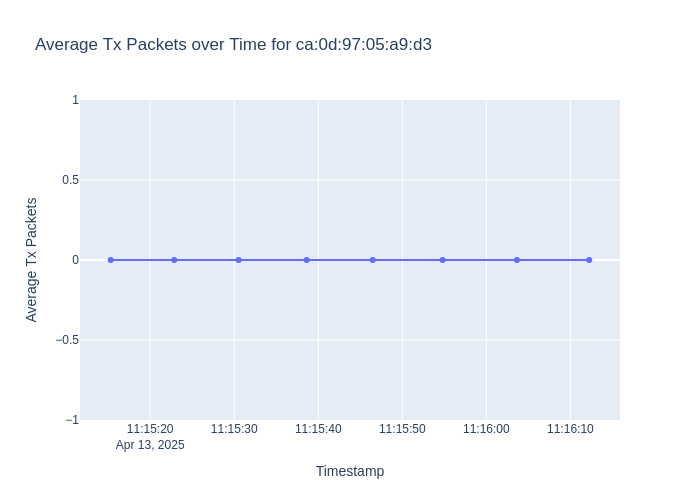 Average Tx Packets over Time for ca:0d:97:05:a9:d3
1
0.5
0
−0.5
−1
Average Tx Packets
11:15:20 11:15:30 11:15:40 11:15:50 11:16:00 11:16:10
Apr 13, 2025
Timestamp